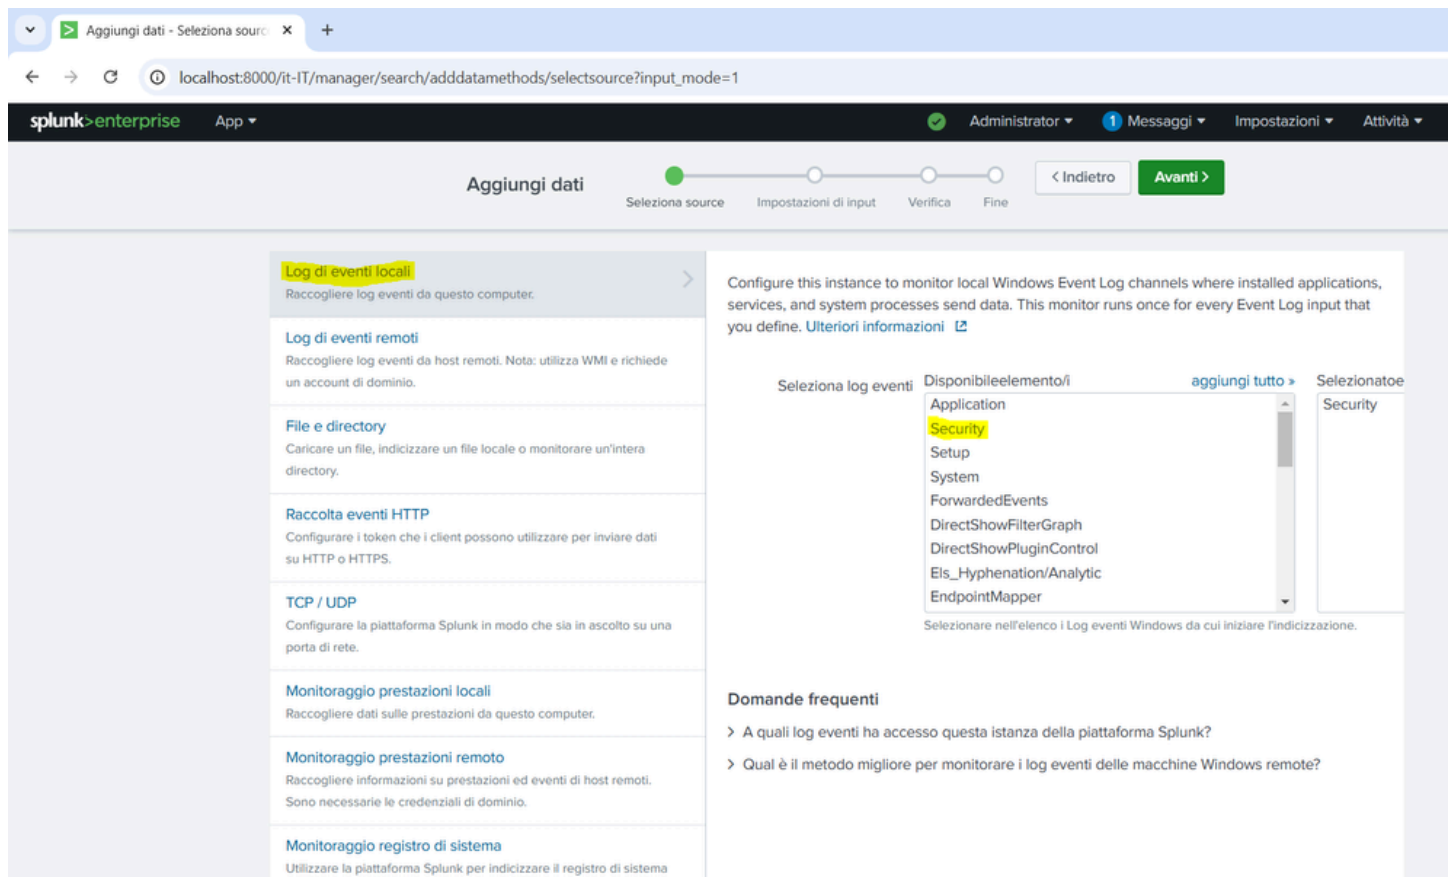 Aggiungi dati - Seleziona sourc
localhost:8000/it-IT/manager/search/adddatamethods/selectsource?input_mode=1
splunk>enterprise App Administrator 1 Messaggi Impostazioni Attività
Aggiungi dati
Seleziona source Impostazioni di input Verifica Fine
< Indietro Avanti >
Log di eventi locali
Raccogliere log eventi da questo computer.
Log di eventi remoti
Raccogliere log eventi da host remoti. Nota: utilizza WMI e richiede
un account di dominio.
File e directory
Caricare un file, indicizzare un file locale o monitorare un'intera
directory.
Raccolta eventi HTTP
Configurare i token che i client possono utilizzare per inviare dati
su HTTP o HTTPS.
TCP / UDP
Configurare la piattaforma Splunk in modo che sia in ascolto su una
porta di rete.
Monitoraggio prestazioni locali
Raccogliere dati sulle prestazioni da questo computer.
Monitoraggio prestazioni remoto
Raccogliere informazioni su prestazioni ed eventi di host remoti.
Sono necessarie le credenziali di dominio.
Monitoraggio registro di sistema
Utilizzare la piattaforma Splunk per indicizzare il registro di sistema
Configure this instance to monitor local Windows Event Log channels where installed applications,
services, and system processes send data. This monitor runs once for every Event Log input that
you define. Ulteriori informazioni
Seleziona log eventi
Disponibileelemento/i aggiungi tutto »
Application
Security
Setup
System
ForwardedEvents
DirectShowFilterGraph
DirectShowPluginControl
Els_Hyphenation/Analytic
EndpointMapper
Selezionatoe
Security
Selezionare nell'elenco i Log eventi Windows da cui iniziare l'indicizzazione.
Domande frequenti
> A quali log eventi ha accesso questa istanza della piattaforma Splunk?
> Qual è il metodo migliore per monitorare i log eventi delle macchine Windows remote?